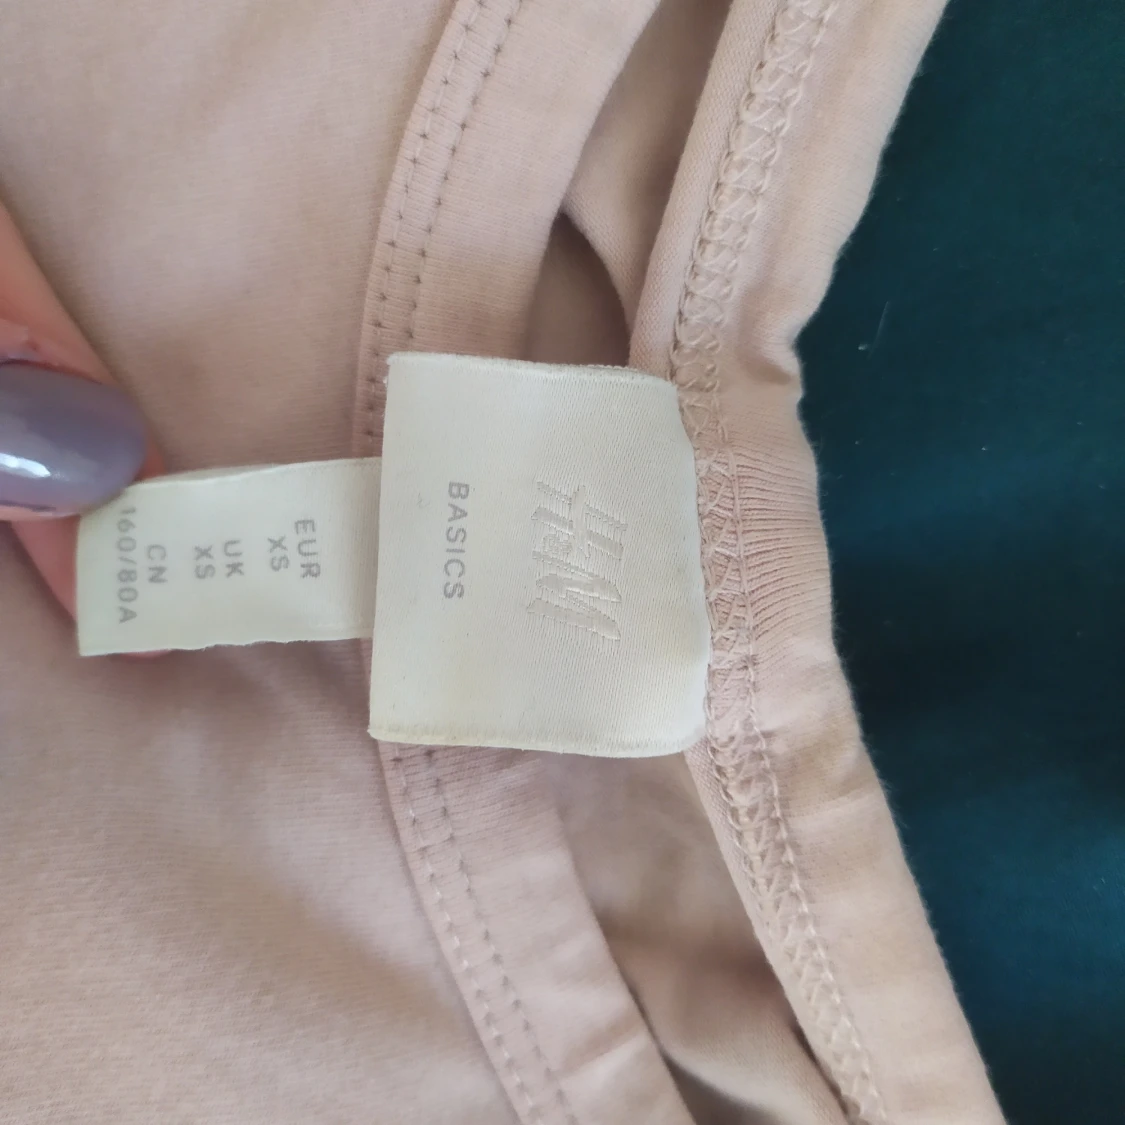 H&M
BASICS
EUR
XS
UK
XS
CN
160/80A